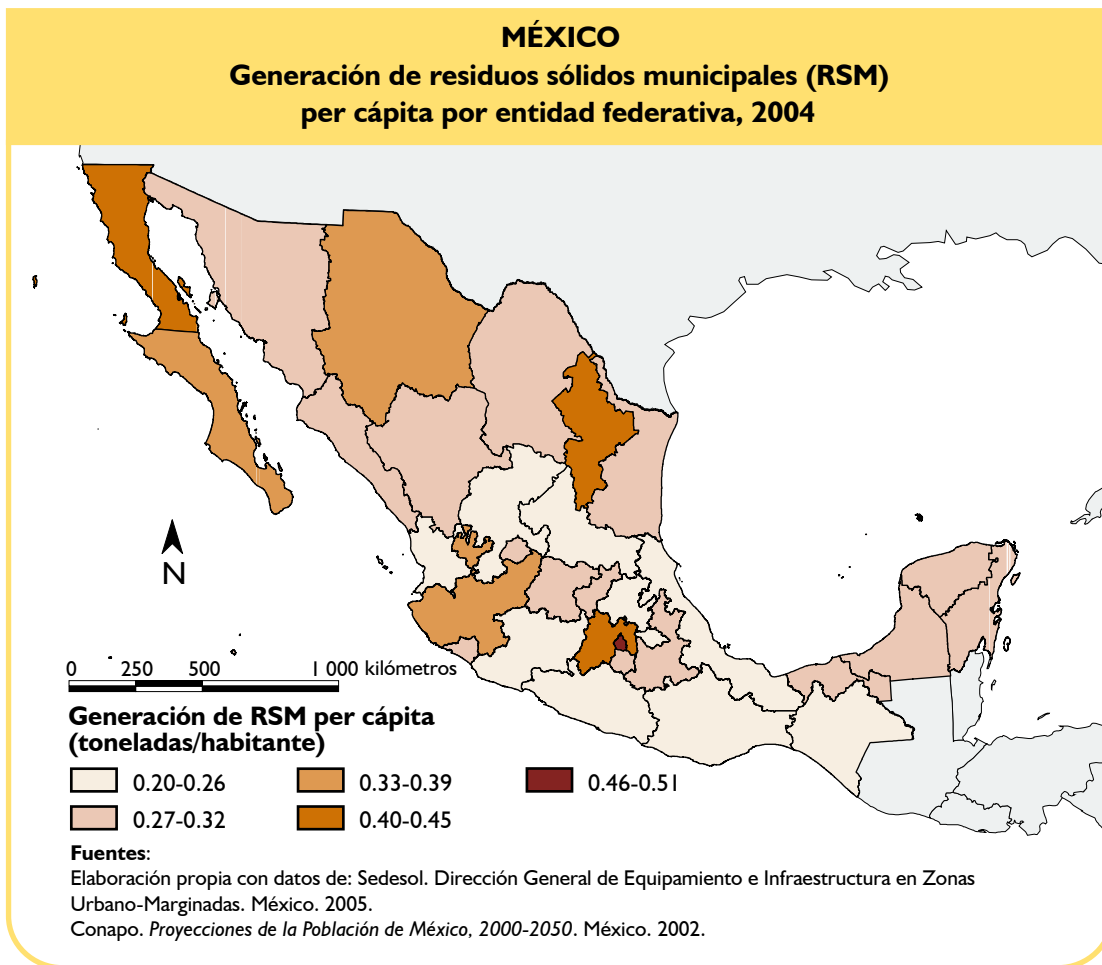 MÉXICO
Generación de residuos sólidos municipales (RSM)
per cápita por entidad federativa, 2004
N
0 250 500 1 000 kilómetros
Generación de RSM per cápita
(toneladas/habitante)
0.20-0.26 0.33-0.39 0.46-0.51
0.27-0.32 0.40-0.45
Fuentes:
Elaboración propia con datos de: Sedesol. Dirección General de Equipamiento e Infraestructura en Zonas
Urbano-Marginadas. México. 2005.
Conapo. Proyecciones de la Población de México, 2000-2050. México. 2002.